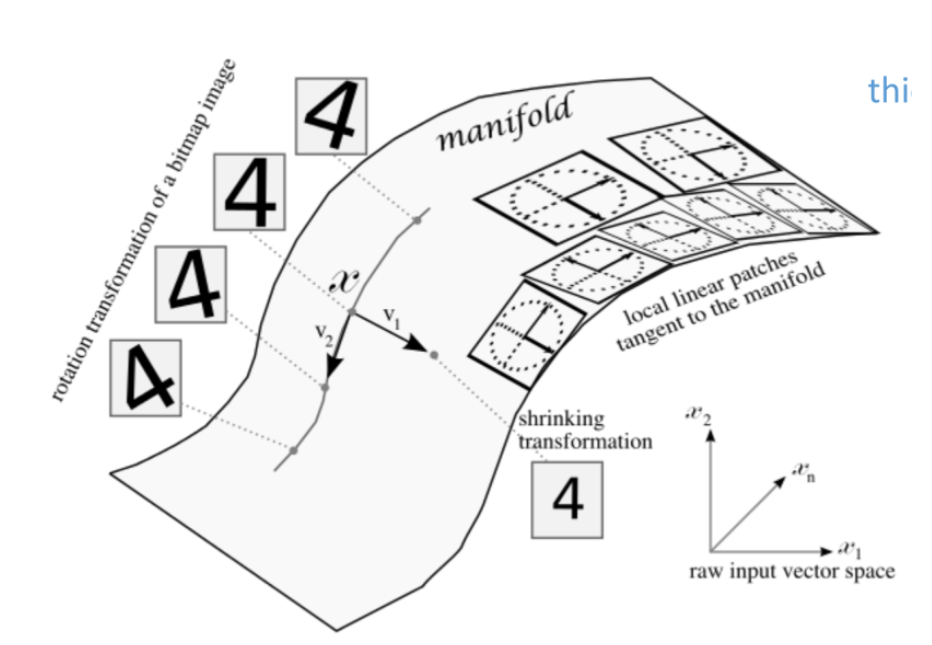 rotation transformation of a bitmap image
4
4
4
4
manifold
thi
x
v1
v2
local linear patches
tangent to the manifold
shrinking
transformation
4
x2
xn
x1
raw input vector space